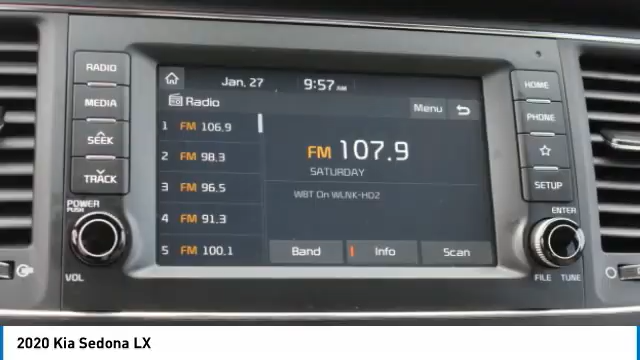 RADIO
MEDIA
SEEK
TRACK
POWER
PUSH
VOL
Jan. 27 9:57 AM
Radio
Menu
1 FM 106.9
2 FM 98.3
3 FM 96.5
4 FM 91.3
5 FM 100.1
FM 107.9
SATURDAY
WBT On WLNK-HD2
Band
Info
Scan
HOME
PHONE
SETUP
ENTER
FILE TUNE
2020 Kia Sedona LX